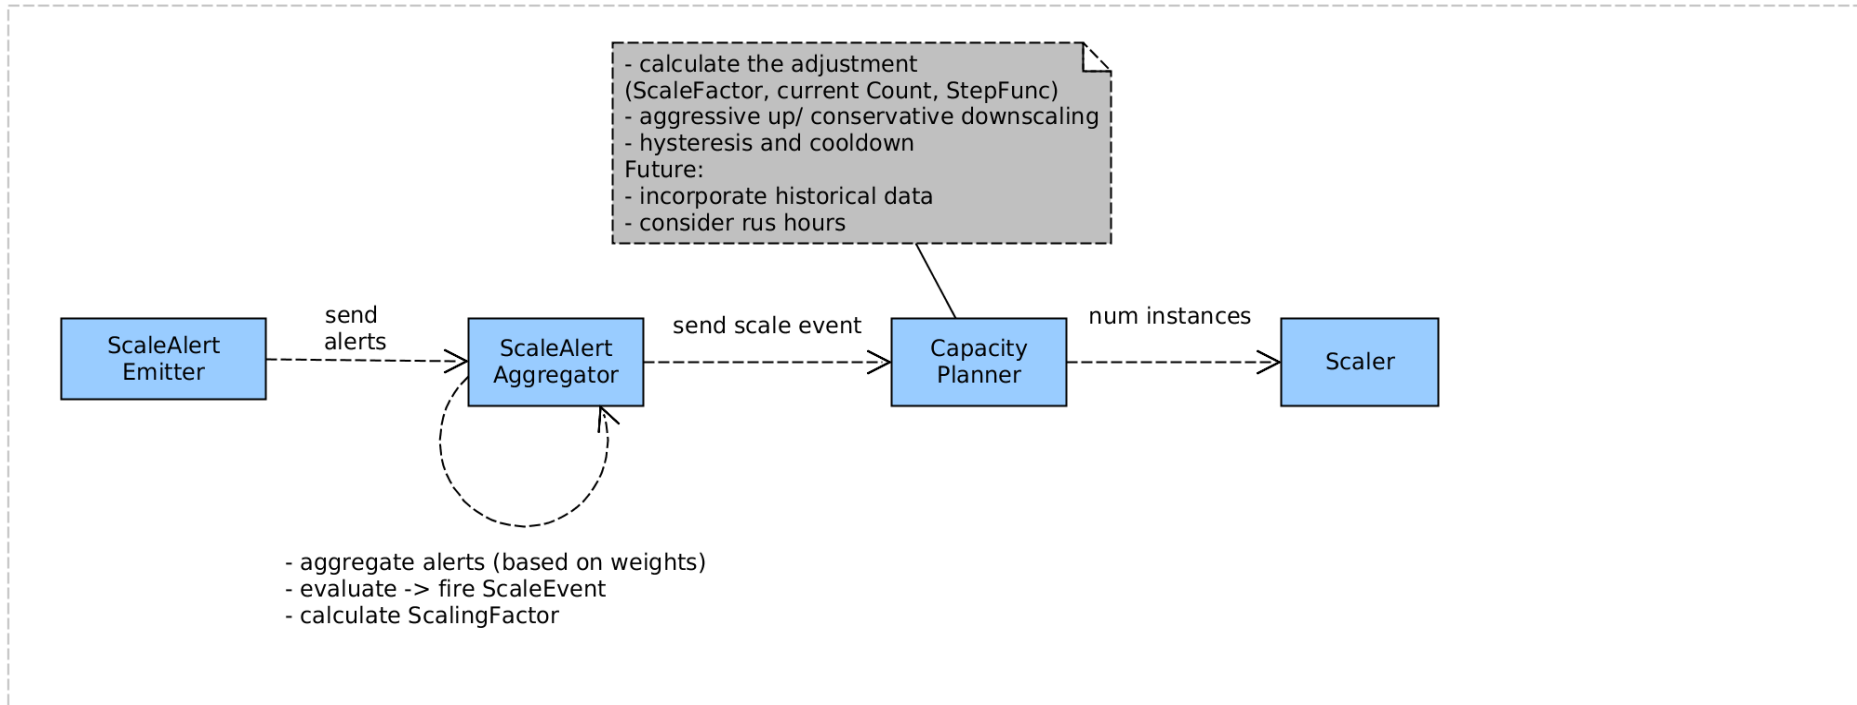 - calculate the adjustment
(ScaleFactor, current Count, StepFunc)
- aggressive up/ conservative downscaling
- hysteresis and cooldown
Future:
- incorporate historical data
- consider rus hours
ScaleAlert
Emitter
send
alerts
ScaleAlert
Aggregator
send scale event
Capacity
Planner
num instances
Scaler
- aggregate alerts (based on weights)
- evaluate -> fire ScaleEvent
- calculate ScalingFactor